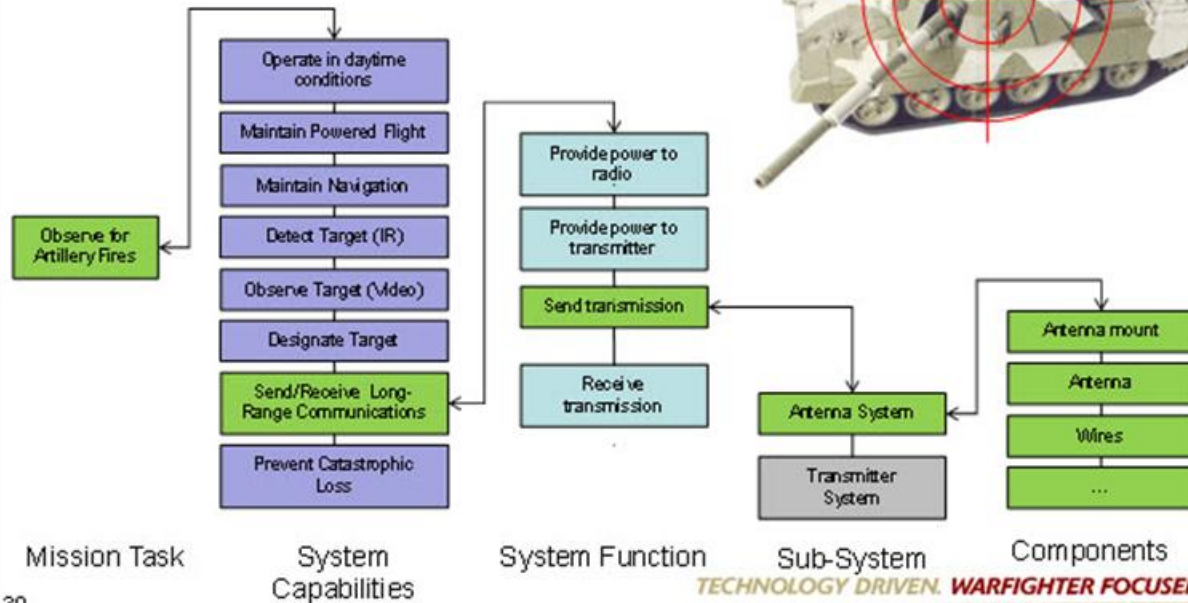 Operate in daytime
conditions
Maintain Powered Flight
Maintain Navigation
Detect Target (IR)
Observe Target (Video)
Designate Target
Send/Receive Long-
Range Communications
Prevent Catastrophic
Loss
Observe for
Artillery Fires
Provide power to
radio
Provide power to
transmitter
Send transmission
Receive
transmission
Antenna System
Transmitter
System
Antenna mount
Antenna
Wires
...
Mission Task
System
Capabilities
System Function
Sub-System
Components
TECHNOLOGY DRIVEN. WARFIGHTER FOCUSE